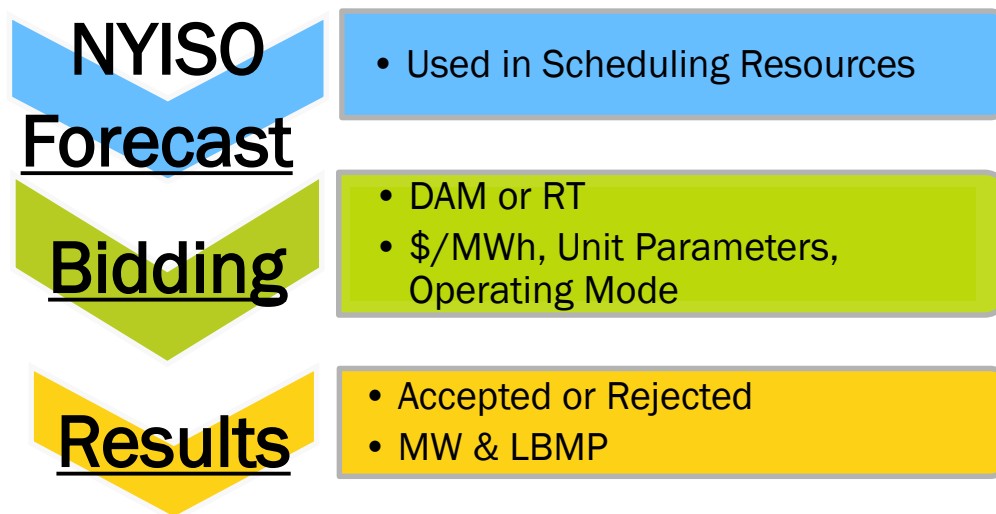 NYISO
Forecast
• Used in Scheduling Resources
Bidding
• DAM or RT
• $/MWh, Unit Parameters,
Operating Mode
Results
• Accepted or Rejected
• MW & LBMP